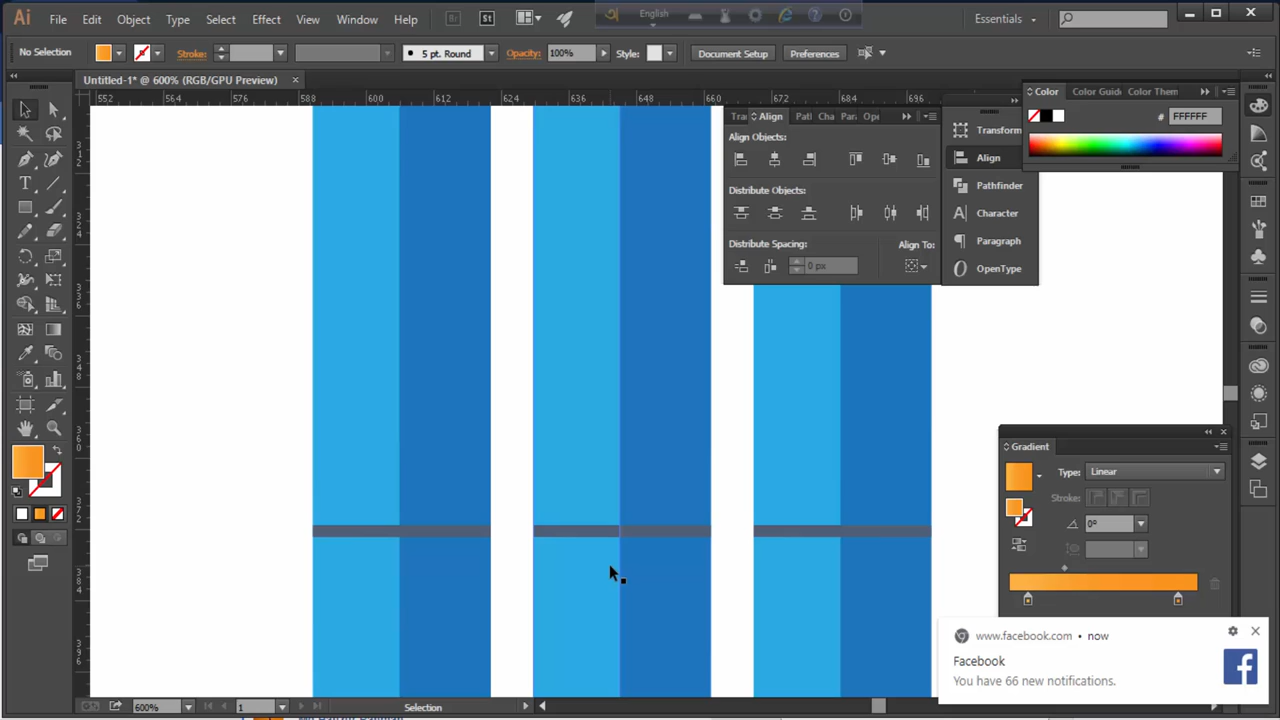 Ai File Edit Object Type Select Effect View Window Help Br St English Essentials
No Selection Stroke: 5 pt. Round Opacity: 100% Style: Document Setup Preferences
Untitled-1* @ 600% (RGB/GPU Preview) ×
552 564 576 588 600 612 624 636 648 660 672 684 696
Color Color Guide Color Them
# FFFFFF
Align Opi
Align Objects:
Distribute Objects:
Distribute Spacing: Align To:
0 px
Transform
Align
Pathfinder
Character
Paragraph
OpenType
Gradient
Type: Linear
Stroke:
0°
www.facebook.com • now
Facebook
You have 66 new notifications.
600% 1 Selection